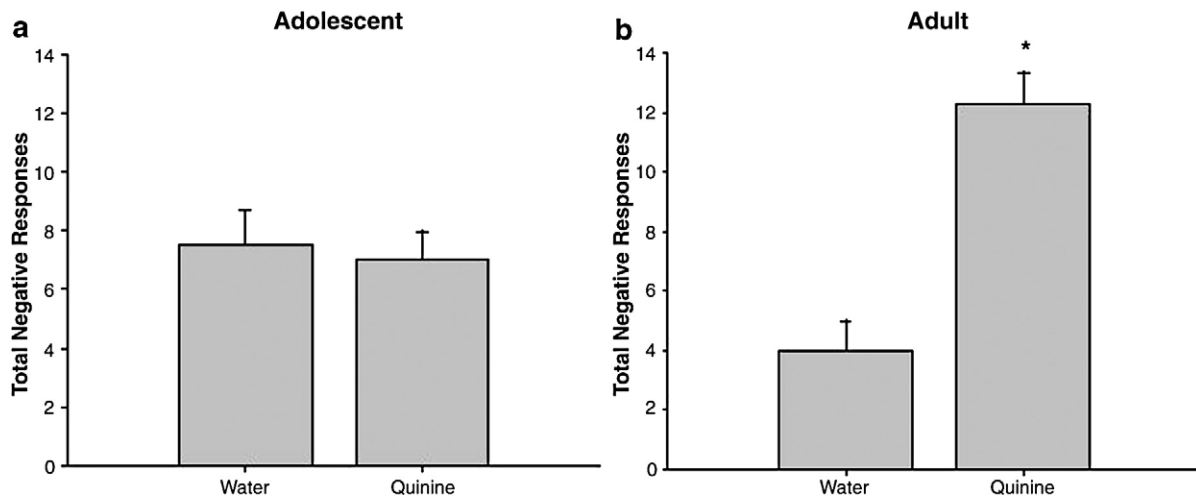 a
Adolescent
Total Negative Responses
14
12
10
8
6
4
2
0
Water
Quinine
b
Adult
*
Total Negative Responses
14
12
10
8
6
4
2
0
Water
Quinine